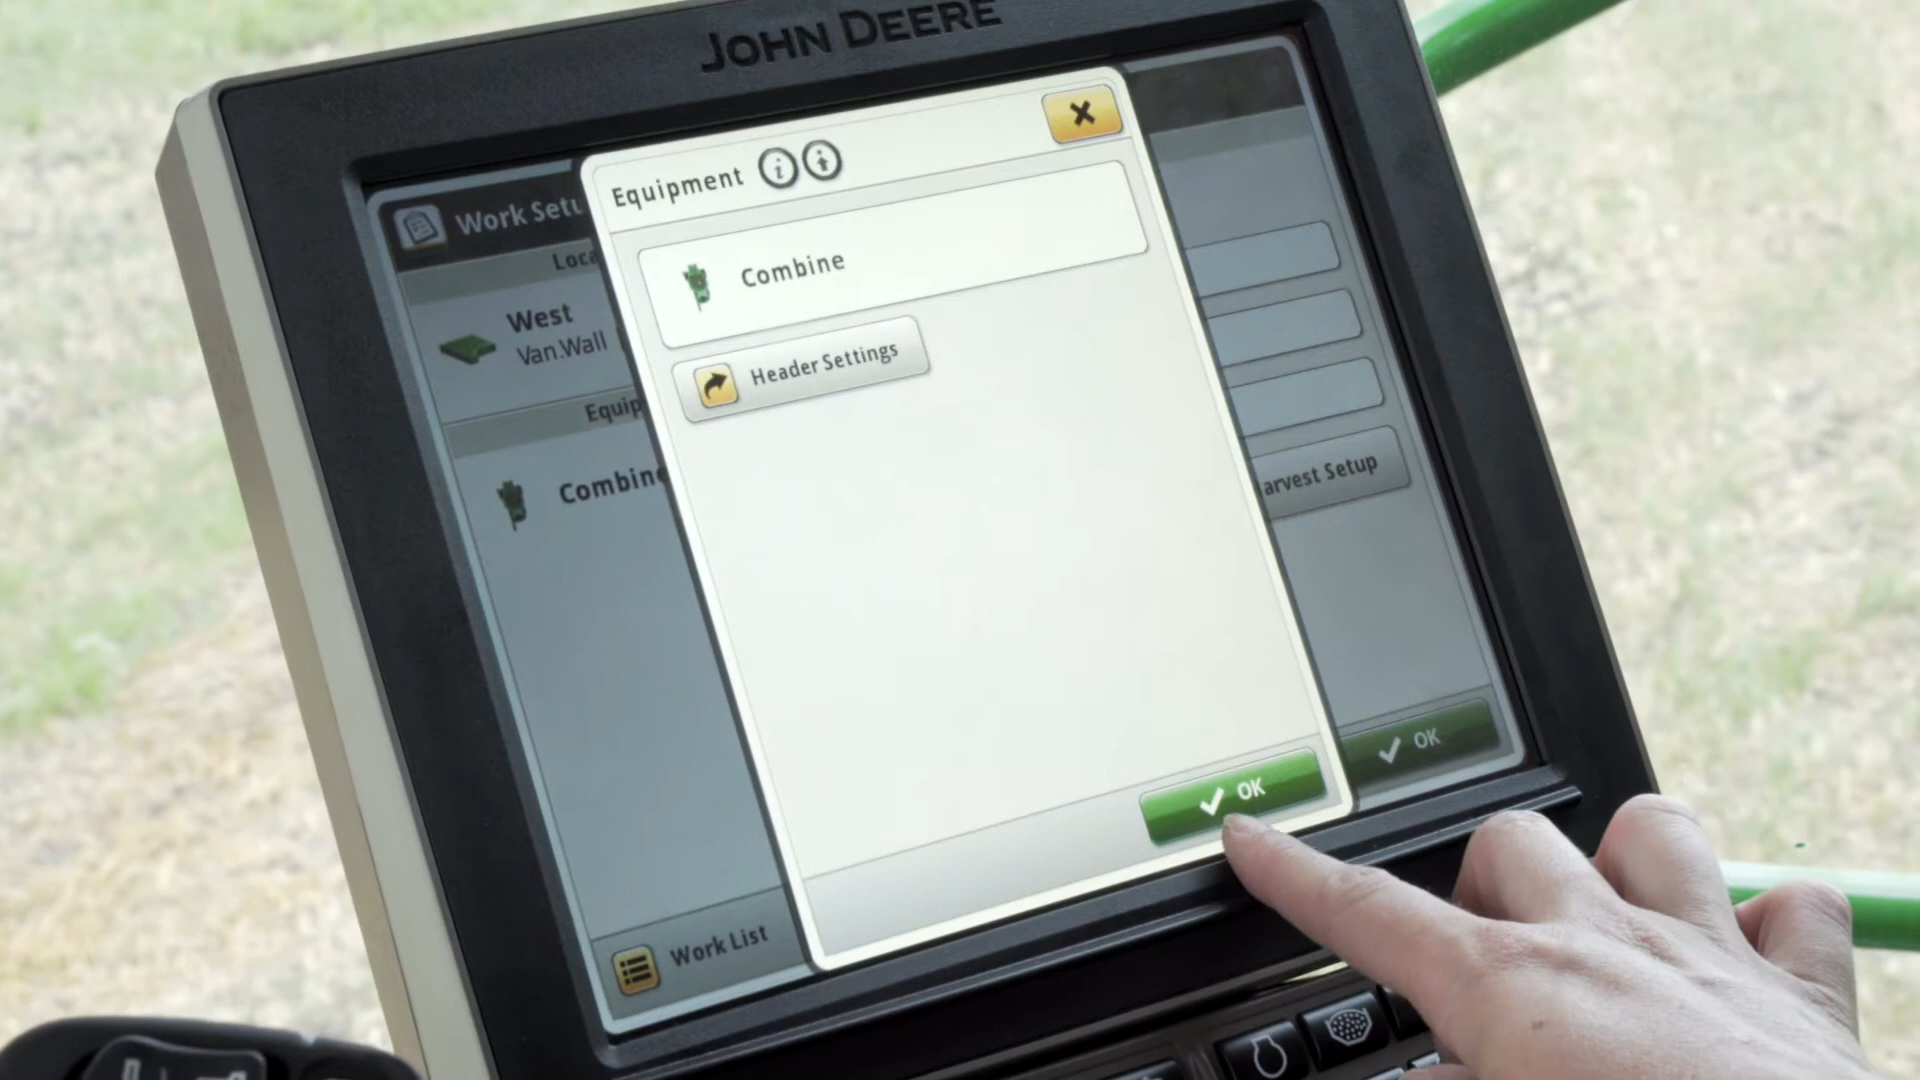 JOHN DEERE
Work Setu
Equipment
Combine
Header Settings
OK
Loca
West
Van.Wall
Equip
Combine
arvest Setup
OK
Work List